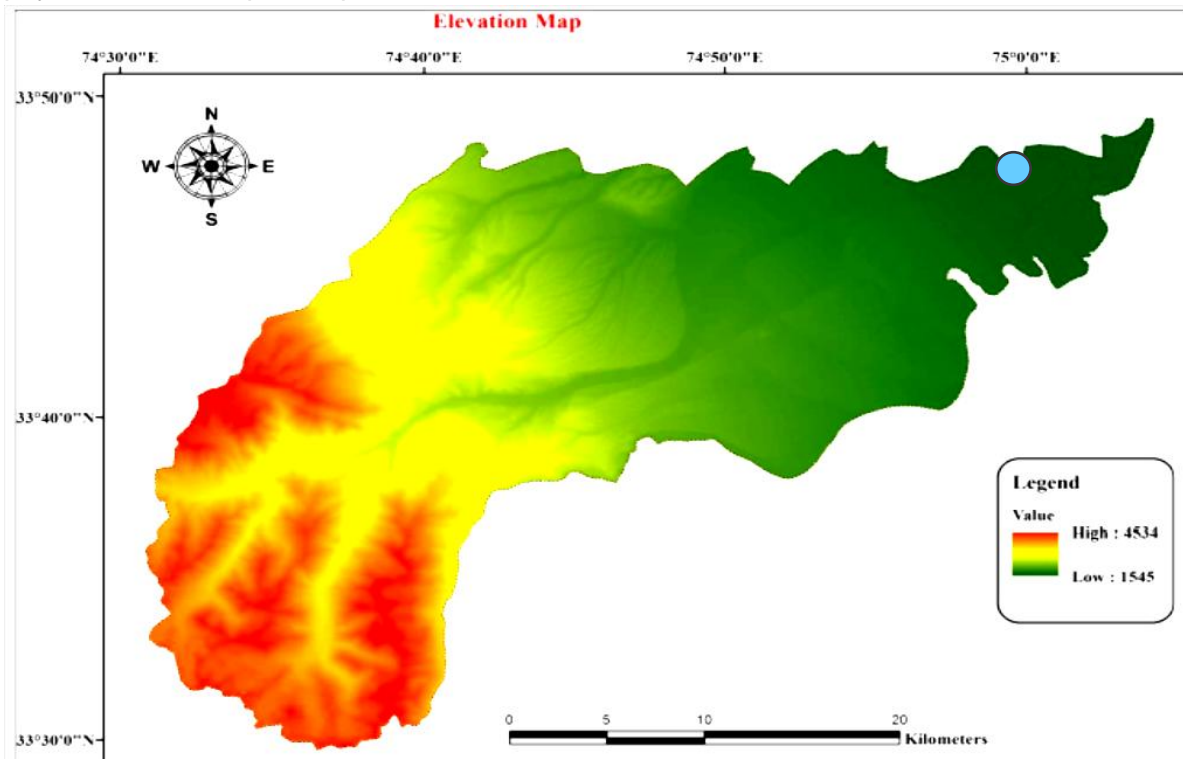 Elevation Map
74°30'0"E 74°40'0"E 74°50'0"E 75°0'0"E
33°50'0"N
N
W E
S
33°40'0"N
Legend
Value
High : 4534
Low : 1545
0 5 10 20
Kilometers
33°30'0"N